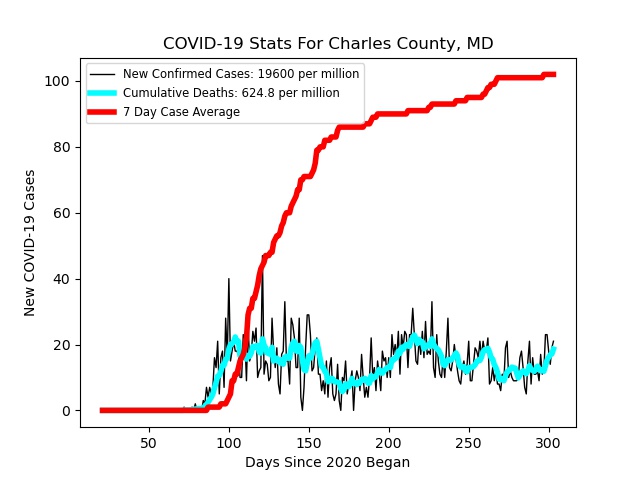 COVID-19 Stats For Charles County, MD
New Confirmed Cases: 19600 per million
Cumulative Deaths: 624.8 per million
7 Day Case Average
New COVID-19 Cases
100
80
60
40
20
0
50 100 150 200 250 300
Days Since 2020 Began